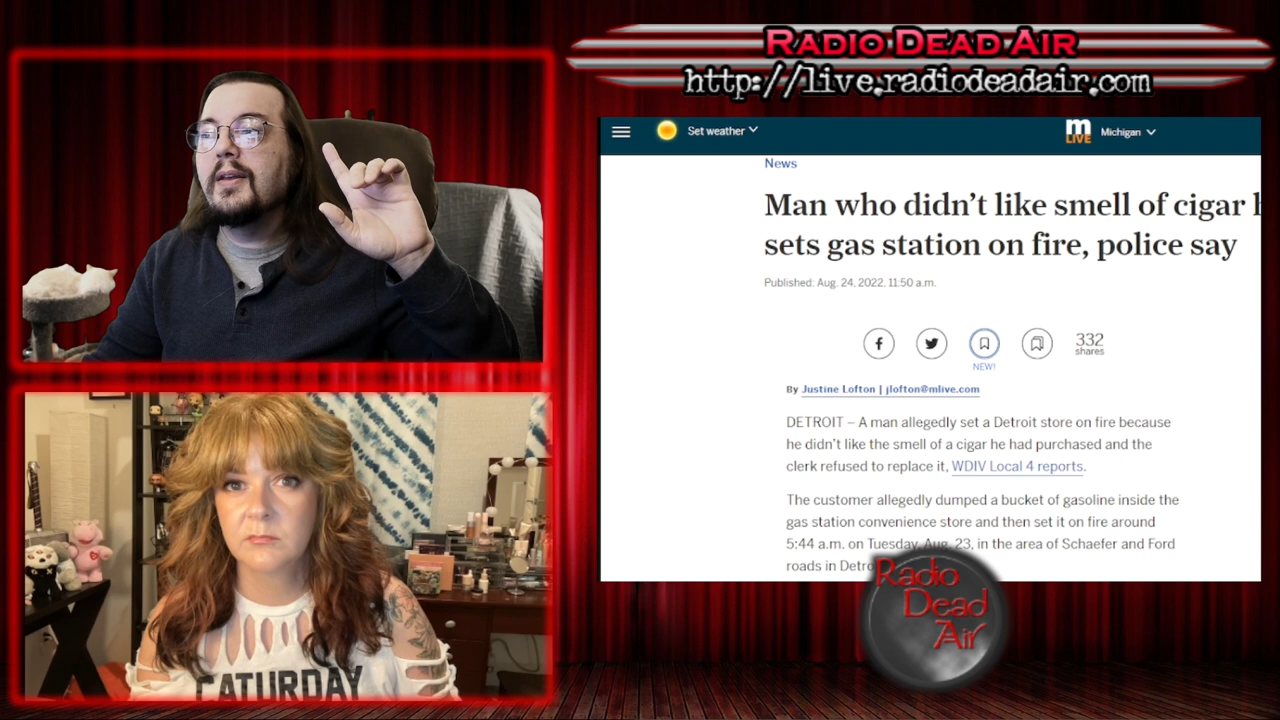 RADIO DEAD AIR
http://live.radiodeadair.com
Set weather
m
LIVE
Michigan
News
Man who didn't like smell of cigar
sets gas station on fire, police say
Published: Aug. 24, 2022, 11:50 a.m.
332
shares
NEW!
By Justine Lofton | jlofton@mlive.com
DETROIT – A man allegedly set a Detroit store on fire because
he didn't like the smell of a cigar he had purchased and the
clerk refused to replace it, WDIV Local 4 reports.
The customer allegedly dumped a bucket of gasoline inside the
gas station convenience store and then set it on fire around
5:44 a.m. on Tuesday, Aug. 23, in the area of Schaefer and Ford
roads in
Radio
Dead
Air
CATURDAY